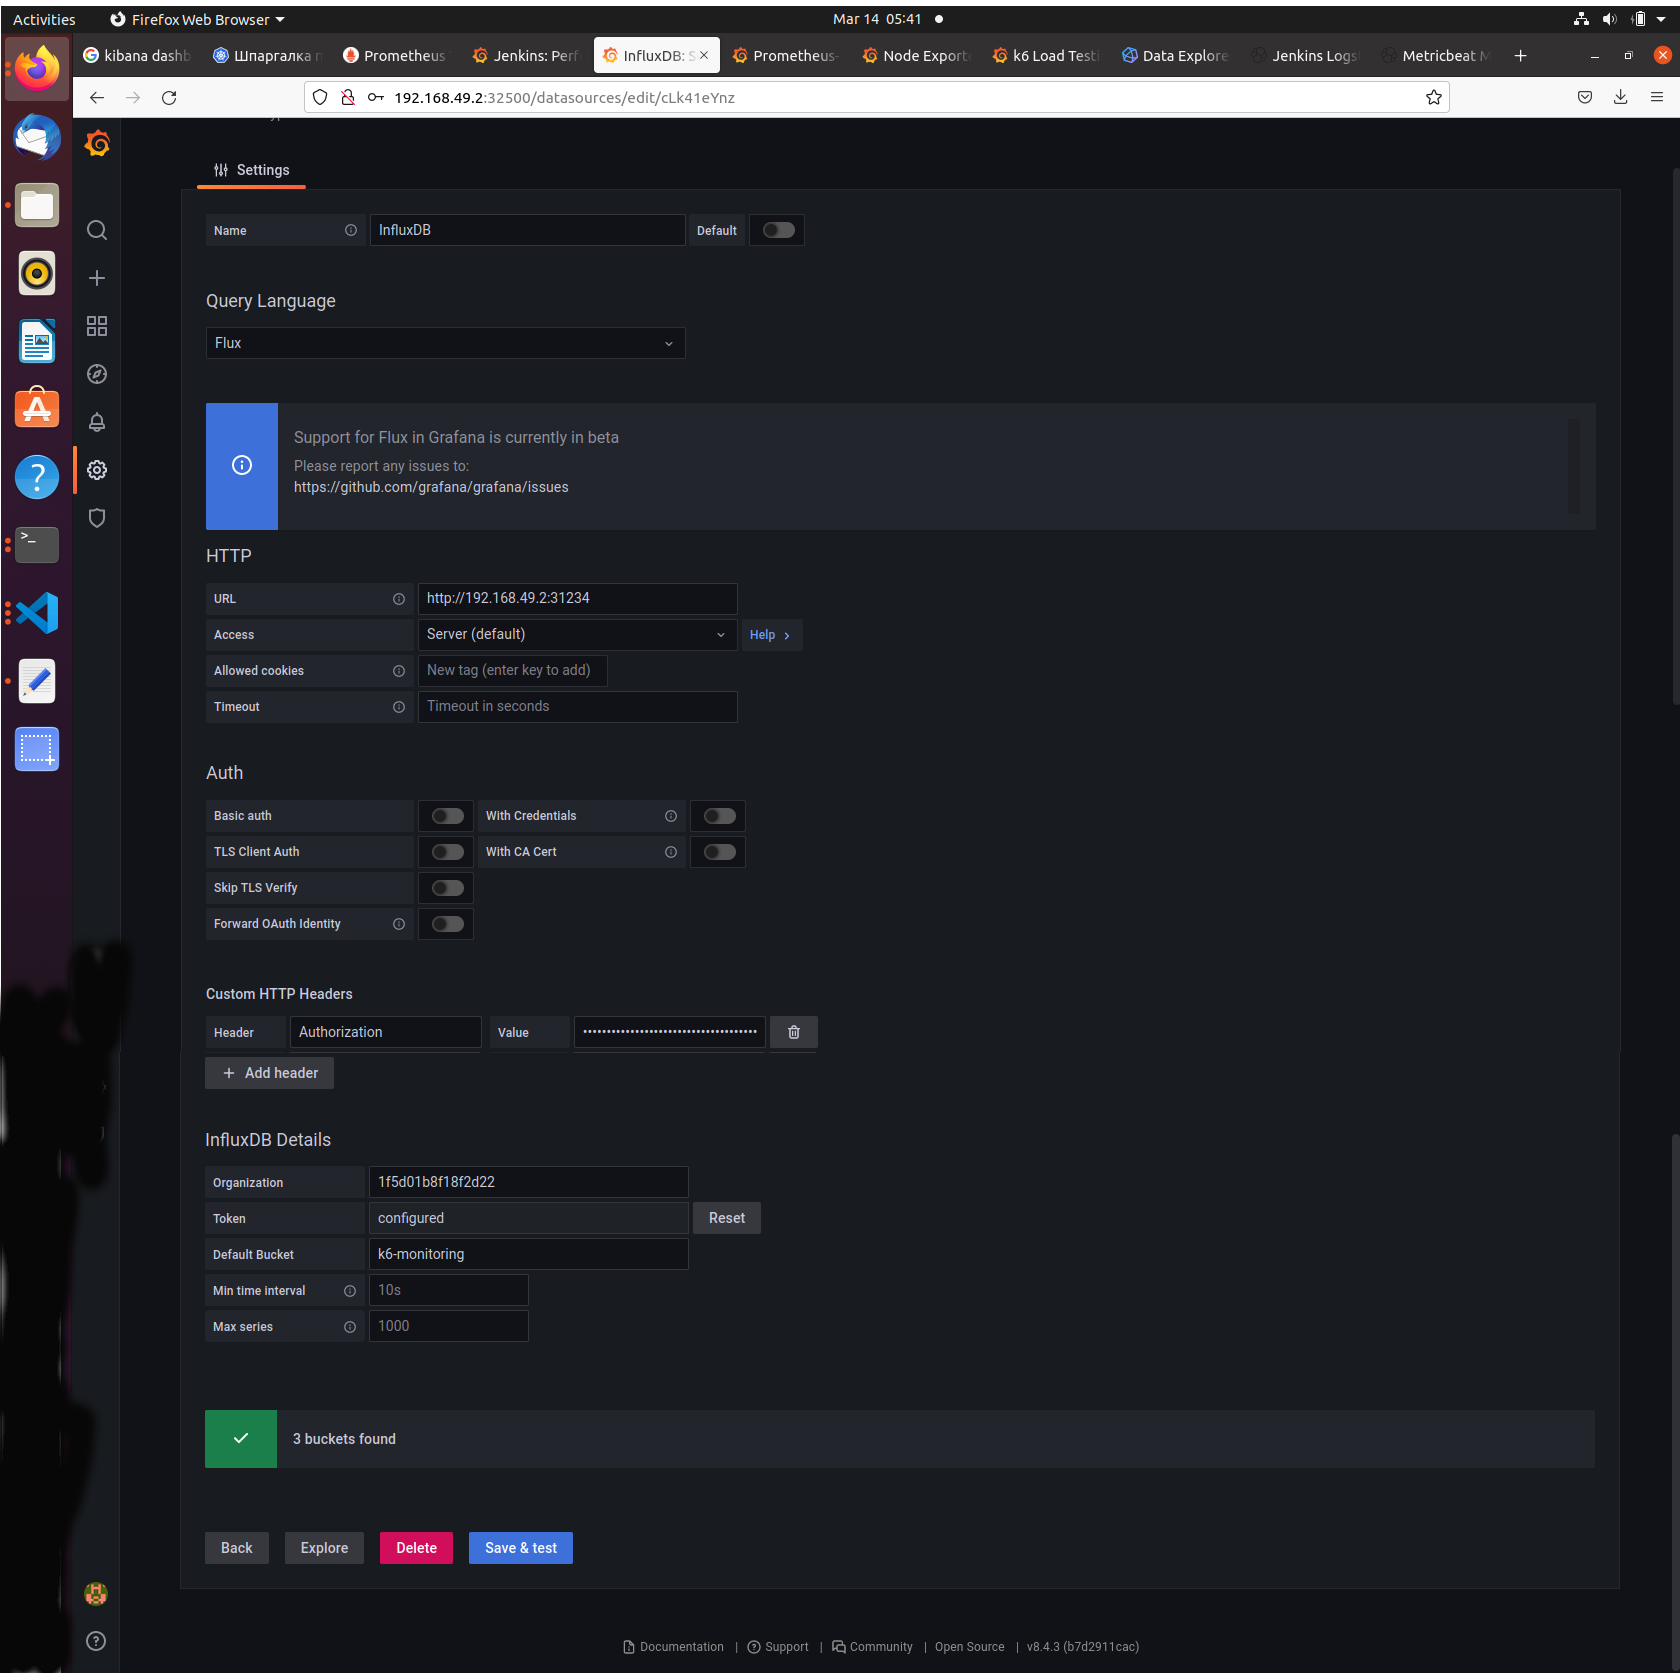 Activities
Firefox Web Browser
Mar 14 05:41
kibana dashb
Шпаргалка п
Prometheus
Jenkins: Perf
InfluxDB: S
Prometheus-
Node Exporte
k6 Load Testi
Data Explore
Jenkins Logs
Metricbeat M
192.168.49.2:32500/datasources/edit/cLk41eYnz
Settings
Name
InfluxDB
Default
Query Language
Flux
Support for Flux in Grafana is currently in beta
Please report any issues to:
https://github.com/grafana/grafana/issues
HTTP
URL
http://192.168.49.2:31234
Access
Server (default)
Help
Allowed cookies
New tag (enter key to add)
Timeout
Timeout in seconds
Auth
Basic auth
With Credentials
TLS Client Auth
With CA Cert
Skip TLS Verify
Forward OAuth Identity
Custom HTTP Headers
Header
Authorization
Value
••••••••••••••••••••••••••••••••••••
+ Add header
InfluxDB Details
Organization
1f5d01b8f18f2d22
Token
configured
Reset
Default Bucket
k6-monitoring
Min time interval
10s
Max series
1000
3 buckets found
Back
Explore
Delete
Save & test
Documentation | Support | Community | Open Source | v8.4.3 (b7d2911cac)